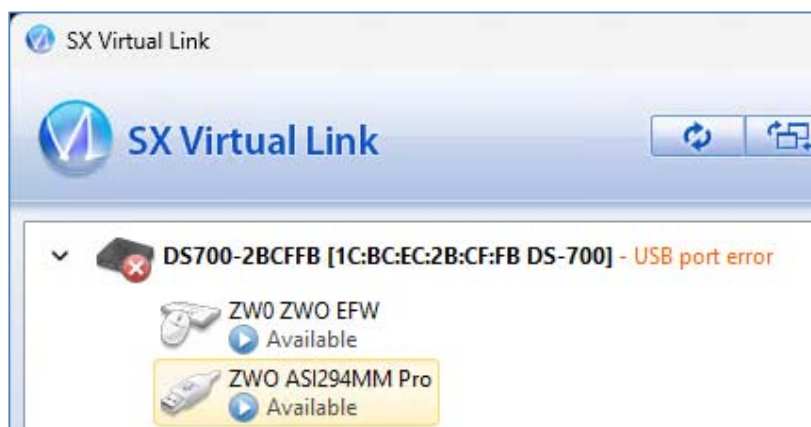 SX Virtual Link
SX Virtual Link
DS700-2BCFFB [1C:BC:EC:2B:CF:FB DS-700] - USB port error
ZW0 ZWO EFW
Available
ZWO ASI294MM Pro
Available